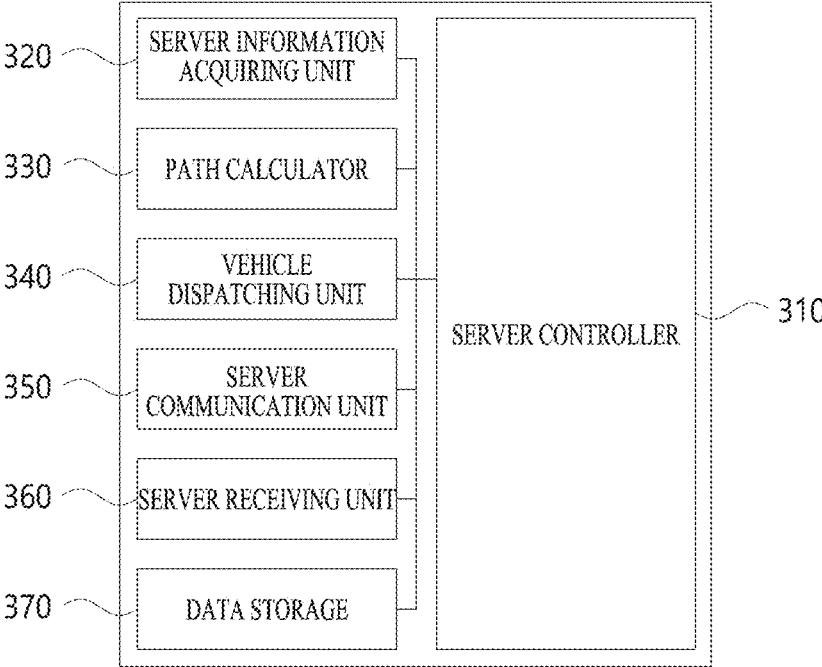 320
SERVER INFORMATION
ACQUIRING UNIT
330
PATH CALCULATOR
340
VEHICLE
DISPATCHING UNIT
350
SERVER
COMMUNICATION UNIT
360
SERVER RECEIVING UNIT
370
DATA STORAGE
SERVER CONTROLLER
310